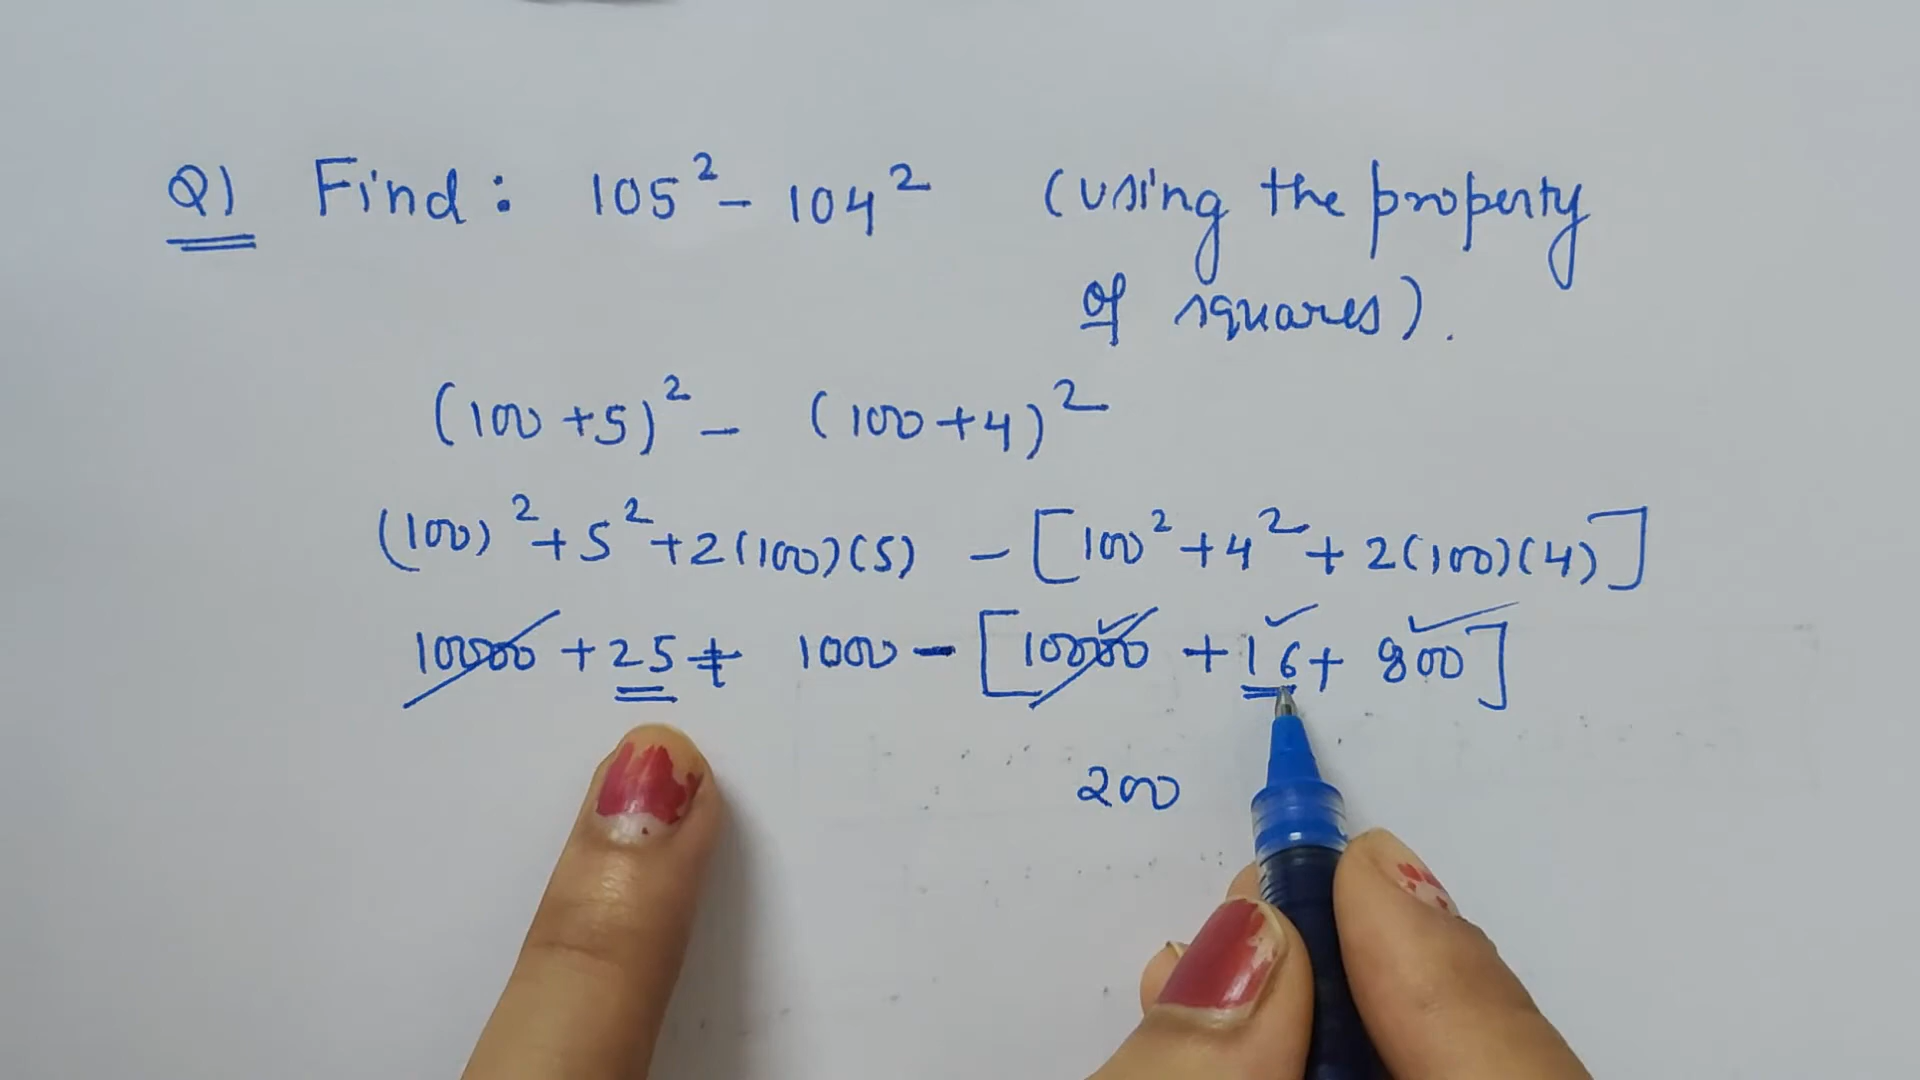 Q1 Find : 105² - 104² (using the property
of squares).
(100 + 5)² - (100 + 4)²
(100)² + 5² + 2(100)(5) - [100² + 4² + 2(100)(4)]
10000 + 25 + 1000 - [10000 + 16 + 800]
200